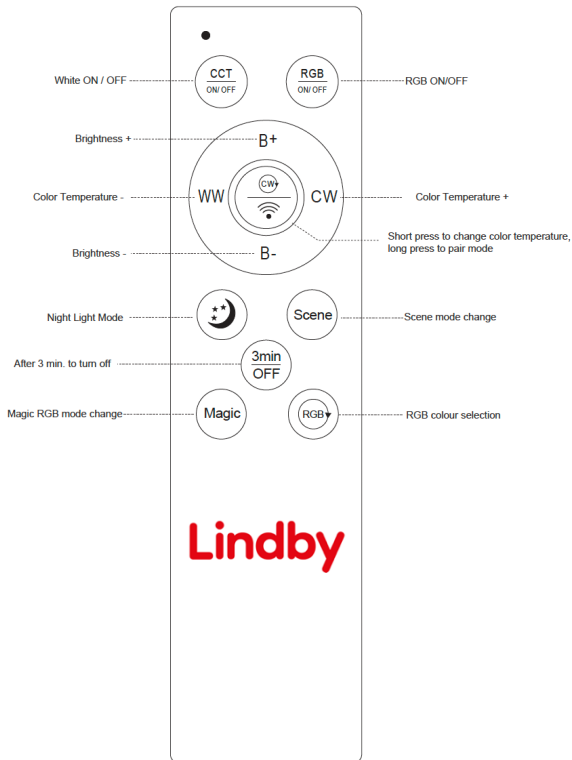 CCT
ON/ OFF
RGB
ON/ OFF
White ON / OFF
RGB ON/OFF
Brightness +
B+
CW
Color Temperature -
WW
CW
Color Temperature +
Short press to change color temperature,
long press to pair mode
Brightness -
B-
Night Light Mode
Scene
Scene mode change
After 3 min. to turn off
3min
OFF
Magic RGB mode change
Magic
RGB
RGB colour selection
Lindby